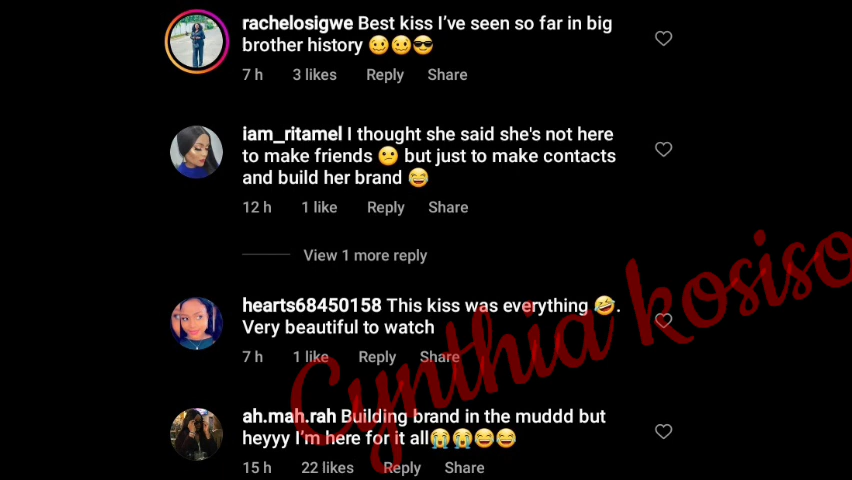 rachelosigwe Best kiss I've seen so far in big
brother history 🥴🥴😎
7 h 3 likes Reply Share
iam_ritamel I thought she said she's not here
to make friends 😕 but just to make contacts
and build her brand 😂
12 h 1 like Reply Share
View 1 more reply
hearts68450158 This kiss was everything 🤣.
Very beautiful to watch
7 h 1 like Reply Share
ah.mah.rah Building brand in the muddd but
heyyy I'm here for it all😭😭😂😂
15 h 22 likes Reply Share
Cynthia kosiso